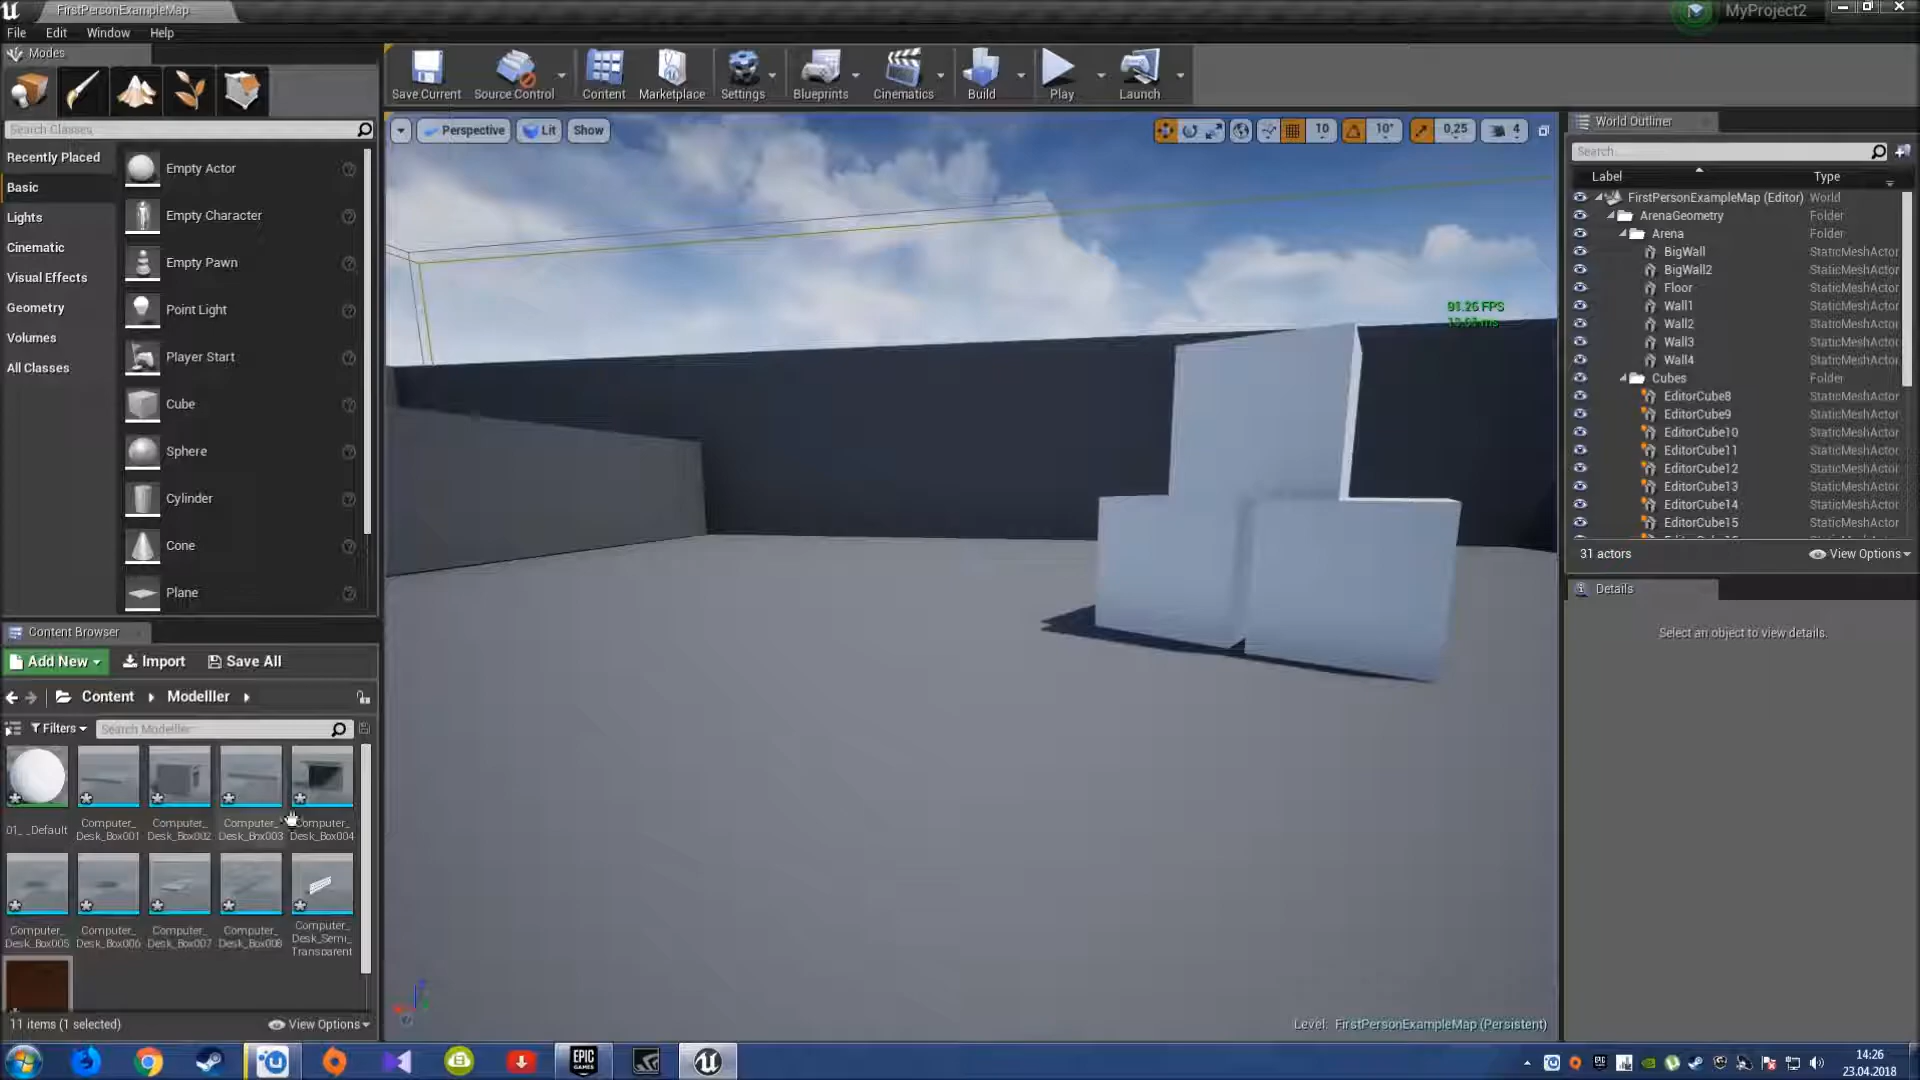 FirstPersonExampleMap
MyProject2
File Edit Window Help
Modes
Save Current
Source Control
Content
Marketplace
Settings
Blueprints
Cinematics
Build
Play
Launch
Search Classes
Recently Placed
Basic
Lights
Cinematic
Visual Effects
Geometry
Volumes
All Classes
Empty Actor
Empty Character
Empty Pawn
Point Light
Player Start
Cube
Sphere
Cylinder
Cone
Plane
Perspective
Lit
Show
10
10°
0,25
4
91.26 FPS
World Outliner
Search...
Label Type
FirstPersonExampleMap (Editor) World
ArenaGeometry Folder
Arena Folder
BigWall StaticMeshActor
BigWall2 StaticMeshActor
Floor StaticMeshActor
Wall1 StaticMeshActor
Wall2 StaticMeshActor
Wall3 StaticMeshActor
Wall4 StaticMeshActor
Cubes Folder
EditorCube8 StaticMeshActor
EditorCube9 StaticMeshActor
EditorCube10 StaticMeshActor
EditorCube11 StaticMeshActor
EditorCube12 StaticMeshActor
EditorCube13 StaticMeshActor
EditorCube14 StaticMeshActor
EditorCube15 StaticMeshActor
31 actors
View Options
Details
Select an object to view details.
Content Browser
Add New
Import
Save All
Content
Modelller
Filters
Search Modelller
01_-_Default
Computer_
Desk_Box001
Computer_
Desk_Box002
Computer_
Desk_Box003
Computer_
Desk_Box004
Computer_
Desk_Box005
Computer_
Desk_Box006
Computer_
Desk_Box007
Computer_
Desk_Box008
Computer_
Desk_Semi_
Transparent
11 items (1 selected)
View Options
Level: FirstPersonExampleMap (Persistent)
EPIC
GAMES
14:26
23.04.2018